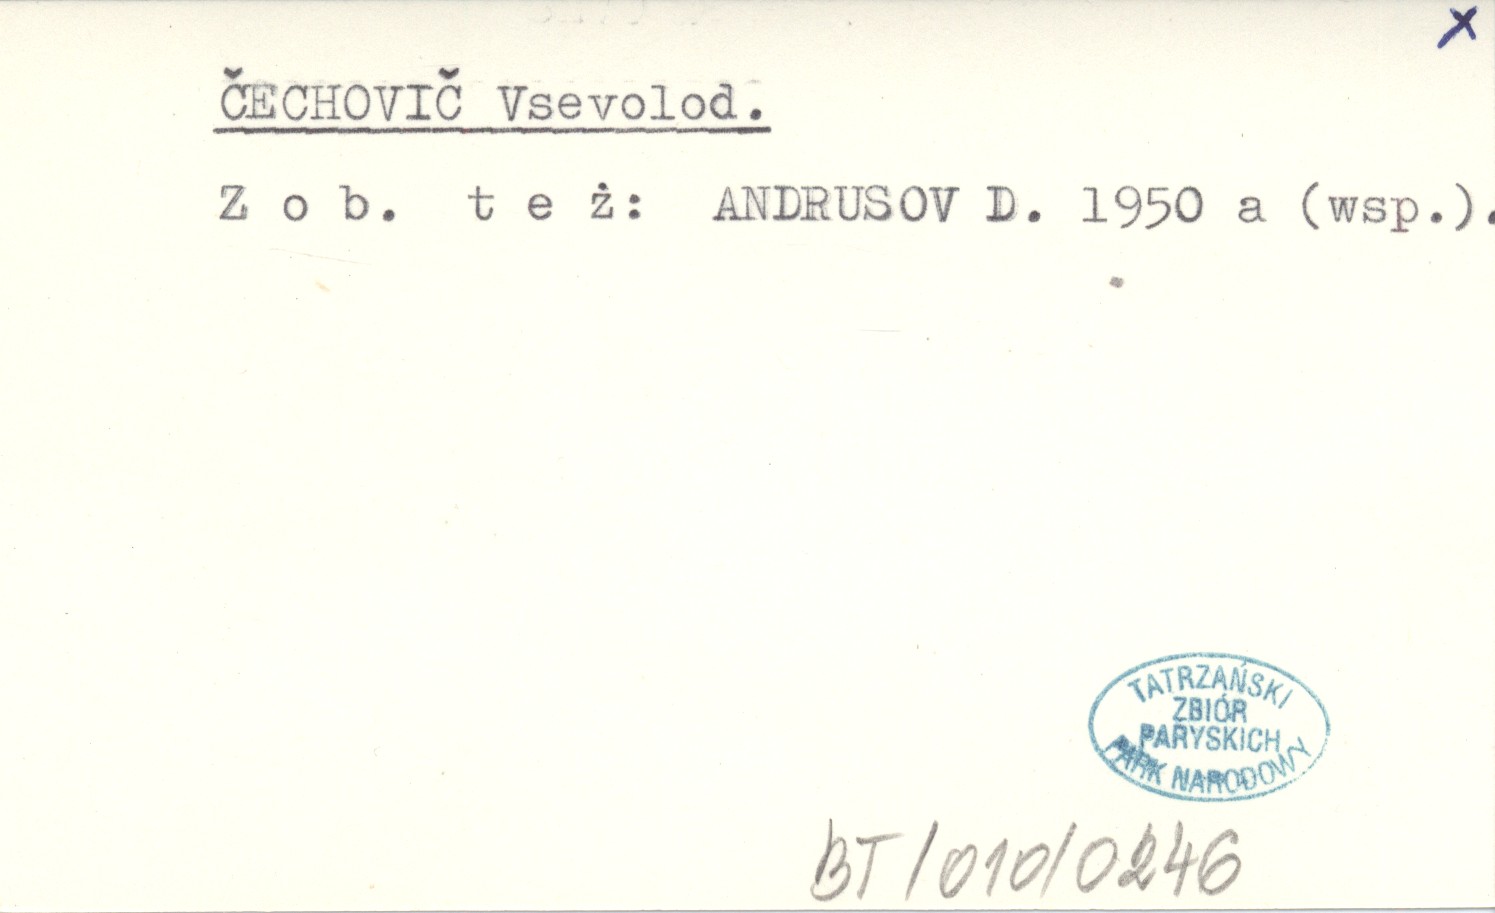 x
ČECHOVIČ Vsevolod.
Z o b. t e ż: ANDRUSOV D. 1950 a (wsp.).
TATRZAŃSKI
ZBIÓR
PARYSKICH
PARK NARODOWY
BT/010/0246